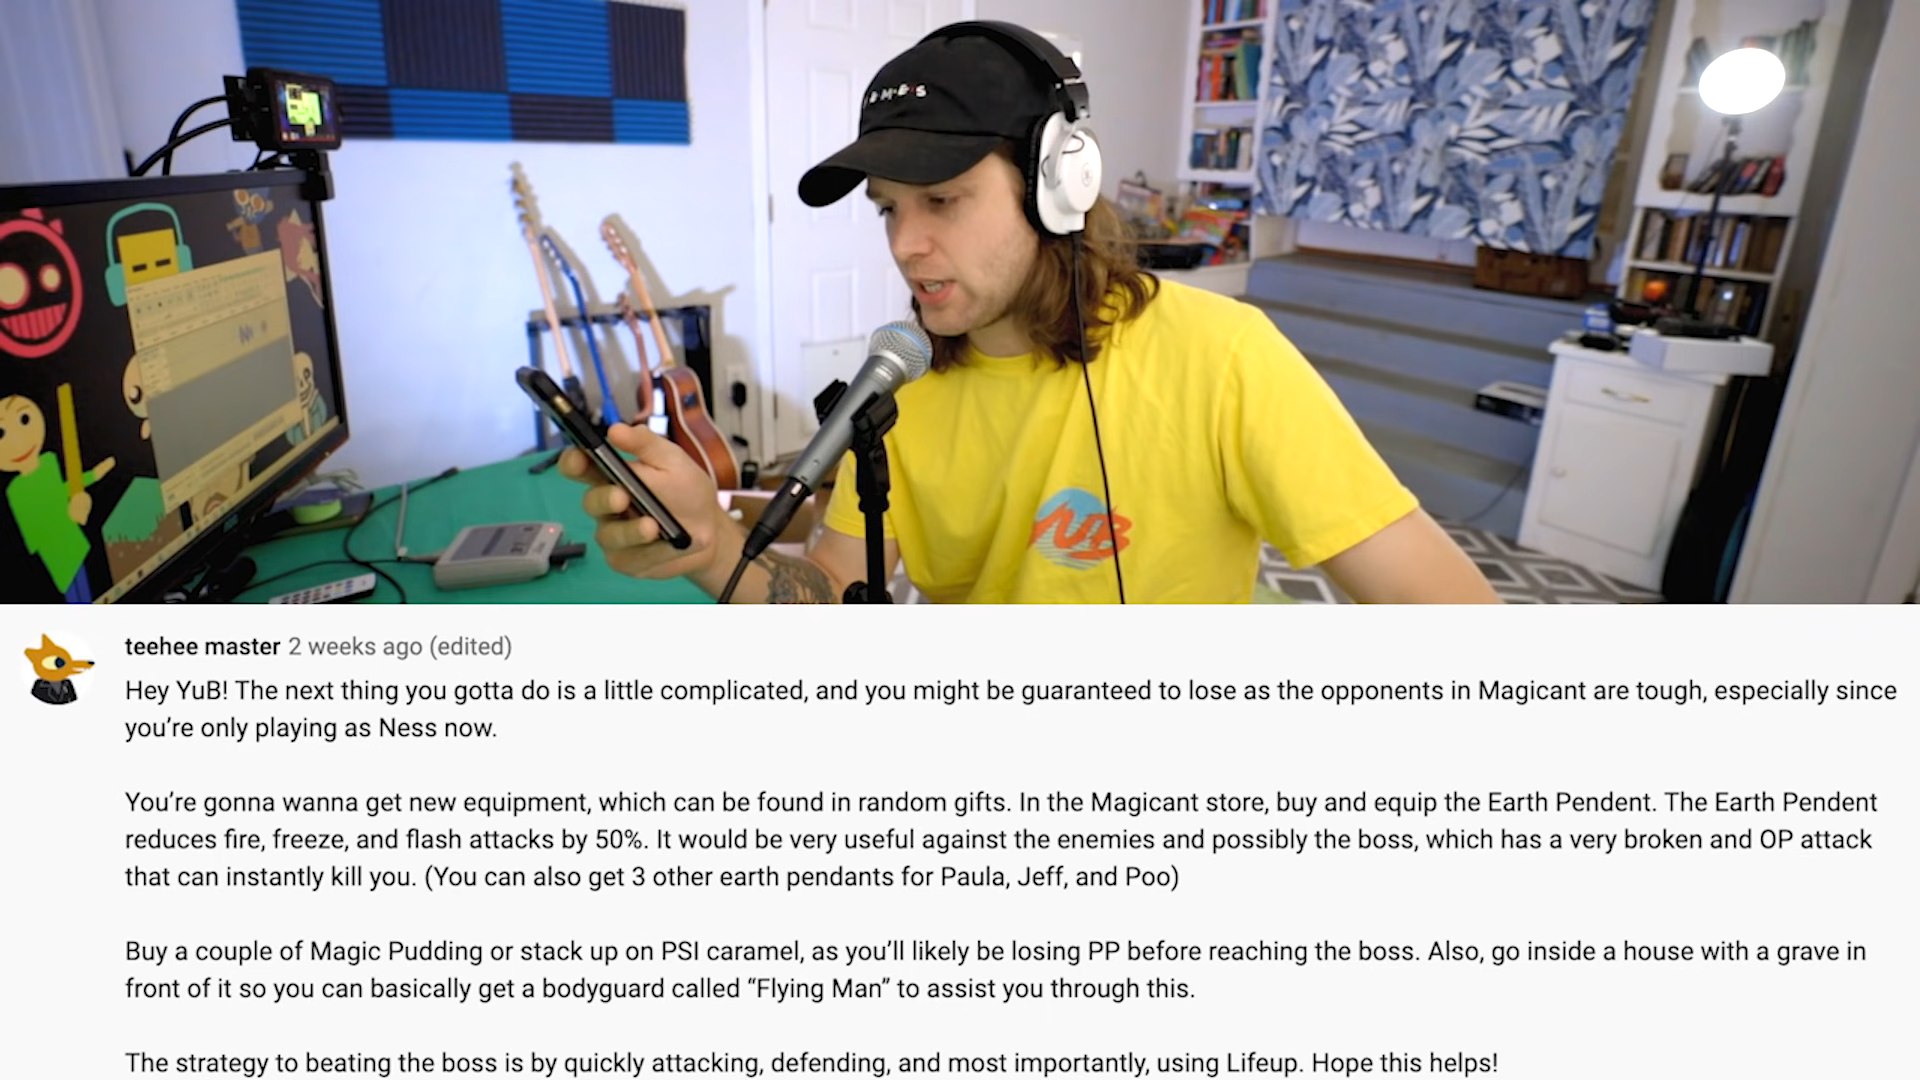 YUB
teehee master 2 weeks ago (edited)
Hey YuB! The next thing you gotta do is a little complicated, and you might be guaranteed to lose as the opponents in Magicant are tough, especially since
you're only playing as Ness now.
You're gonna wanna get new equipment, which can be found in random gifts. In the Magicant store, buy and equip the Earth Pendent. The Earth Pendent
reduces fire, freeze, and flash attacks by 50%. It would be very useful against the enemies and possibly the boss, which has a very broken and OP attack
that can instantly kill you. (You can also get 3 other earth pendants for Paula, Jeff, and Poo)
Buy a couple of Magic Pudding or stack up on PSI caramel, as you'll likely be losing PP before reaching the boss. Also, go inside a house with a grave in
front of it so you can basically get a bodyguard called “Flying Man” to assist you through this.
The strategy to beating the boss is by quickly attacking, defending, and most importantly, using Lifeup. Hope this helps!